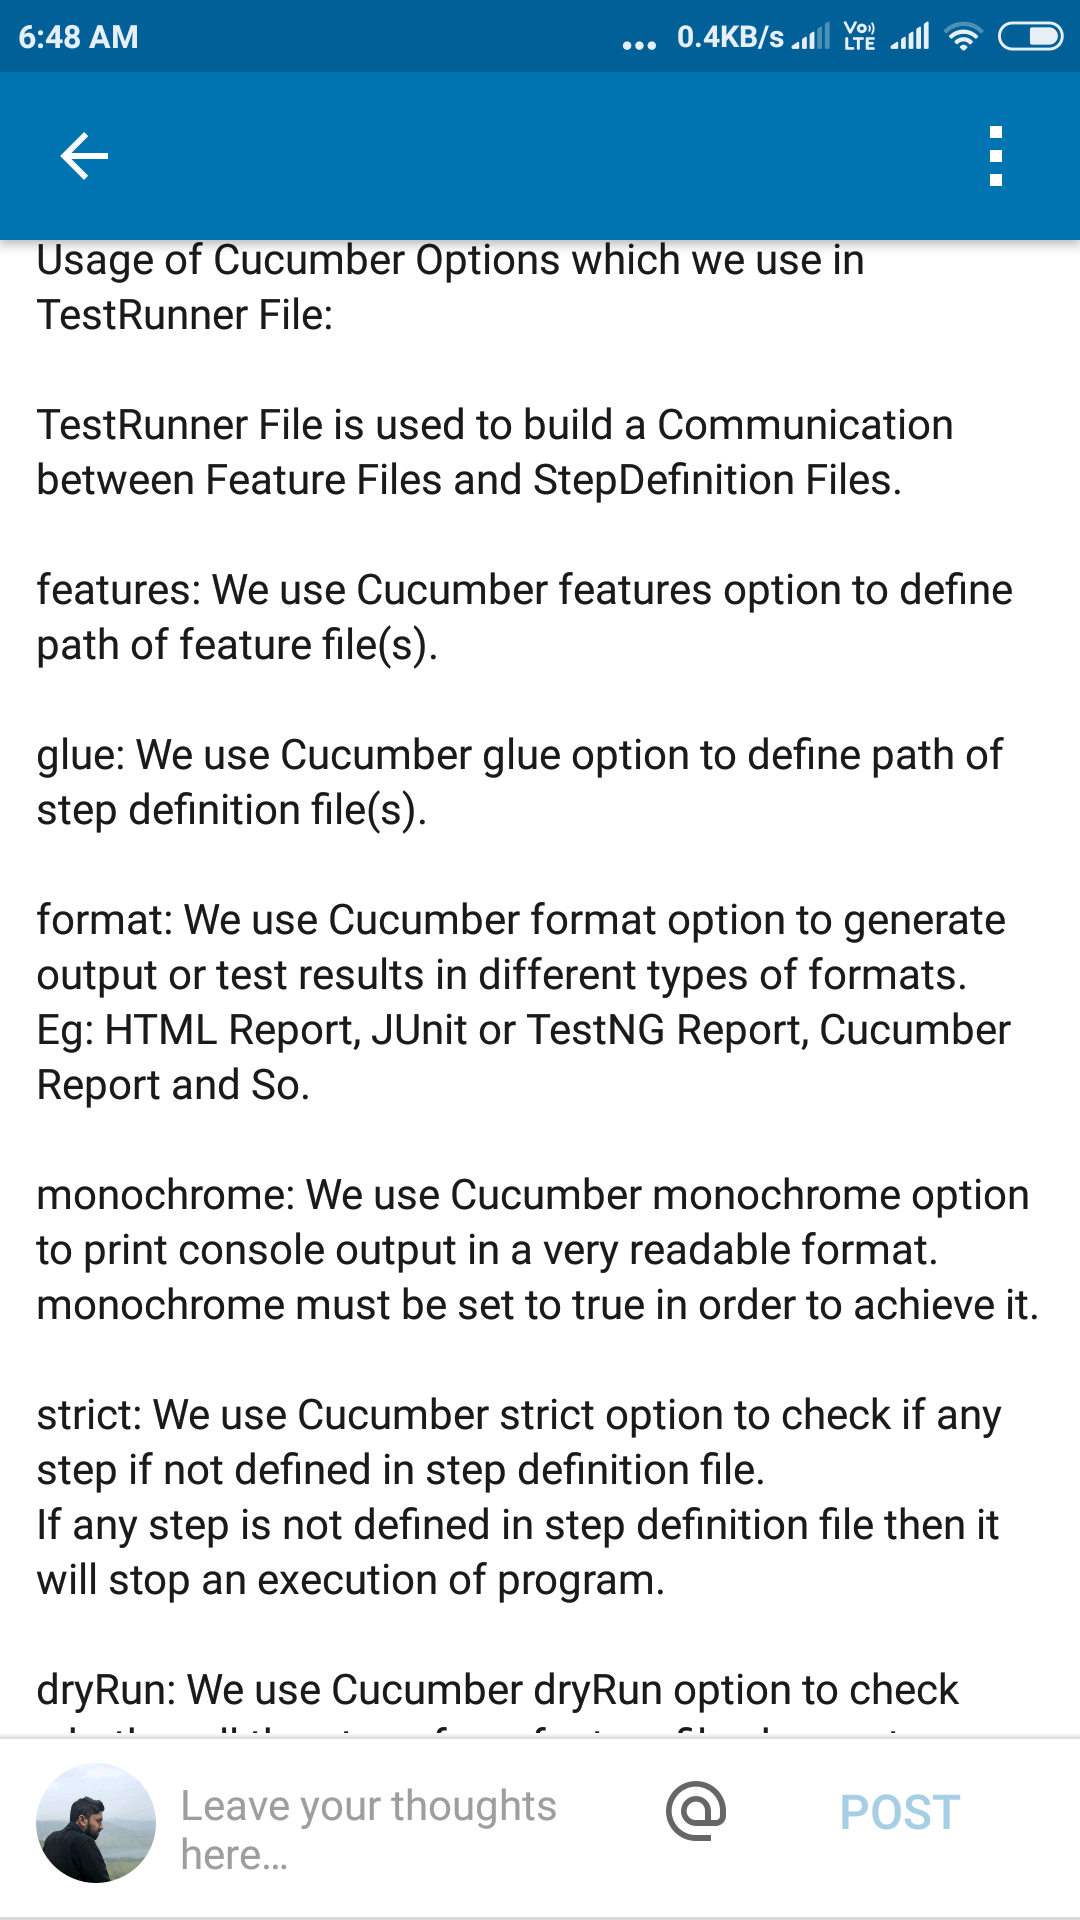 6:48 AM
... 0.4KB/s VoLTE
Usage of Cucumber Options which we use in
TestRunner File:
TestRunner File is used to build a Communication
between Feature Files and StepDefinition Files.
features: We use Cucumber features option to define
path of feature file(s).
glue: We use Cucumber glue option to define path of
step definition file(s).
format: We use Cucumber format option to generate
output or test results in different types of formats.
Eg: HTML Report, JUnit or TestNG Report, Cucumber
Report and So.
monochrome: We use Cucumber monochrome option
to print console output in a very readable format.
monochrome must be set to true in order to achieve it.
strict: We use Cucumber strict option to check if any
step if not defined in step definition file.
If any step is not defined in step definition file then it
will stop an execution of program.
dryRun: We use Cucumber dryRun option to check
Leave your thoughts
here...
@
POST